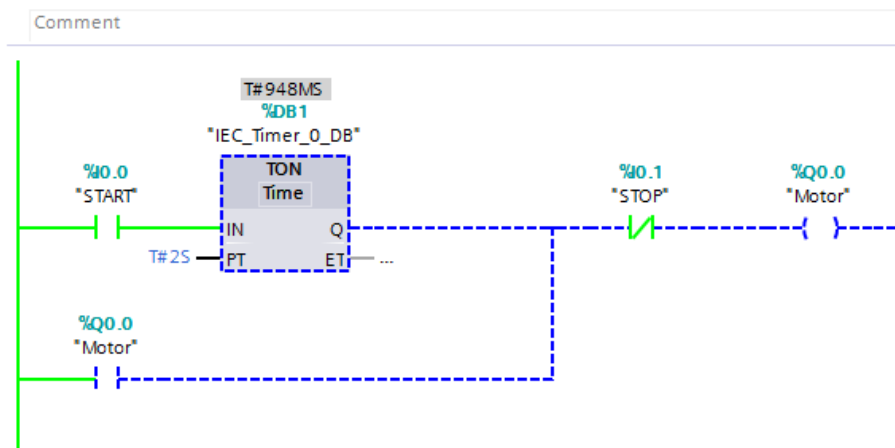 Comment
T#948MS
%DB1
"IEC_Timer_0_DB"
TON
Time
%I0.0
"START"
IN
Q
T#2S
PT
ET
...
%I0.1
"STOP"
%Q0.0
"Motor"
%Q0.0
"Motor"